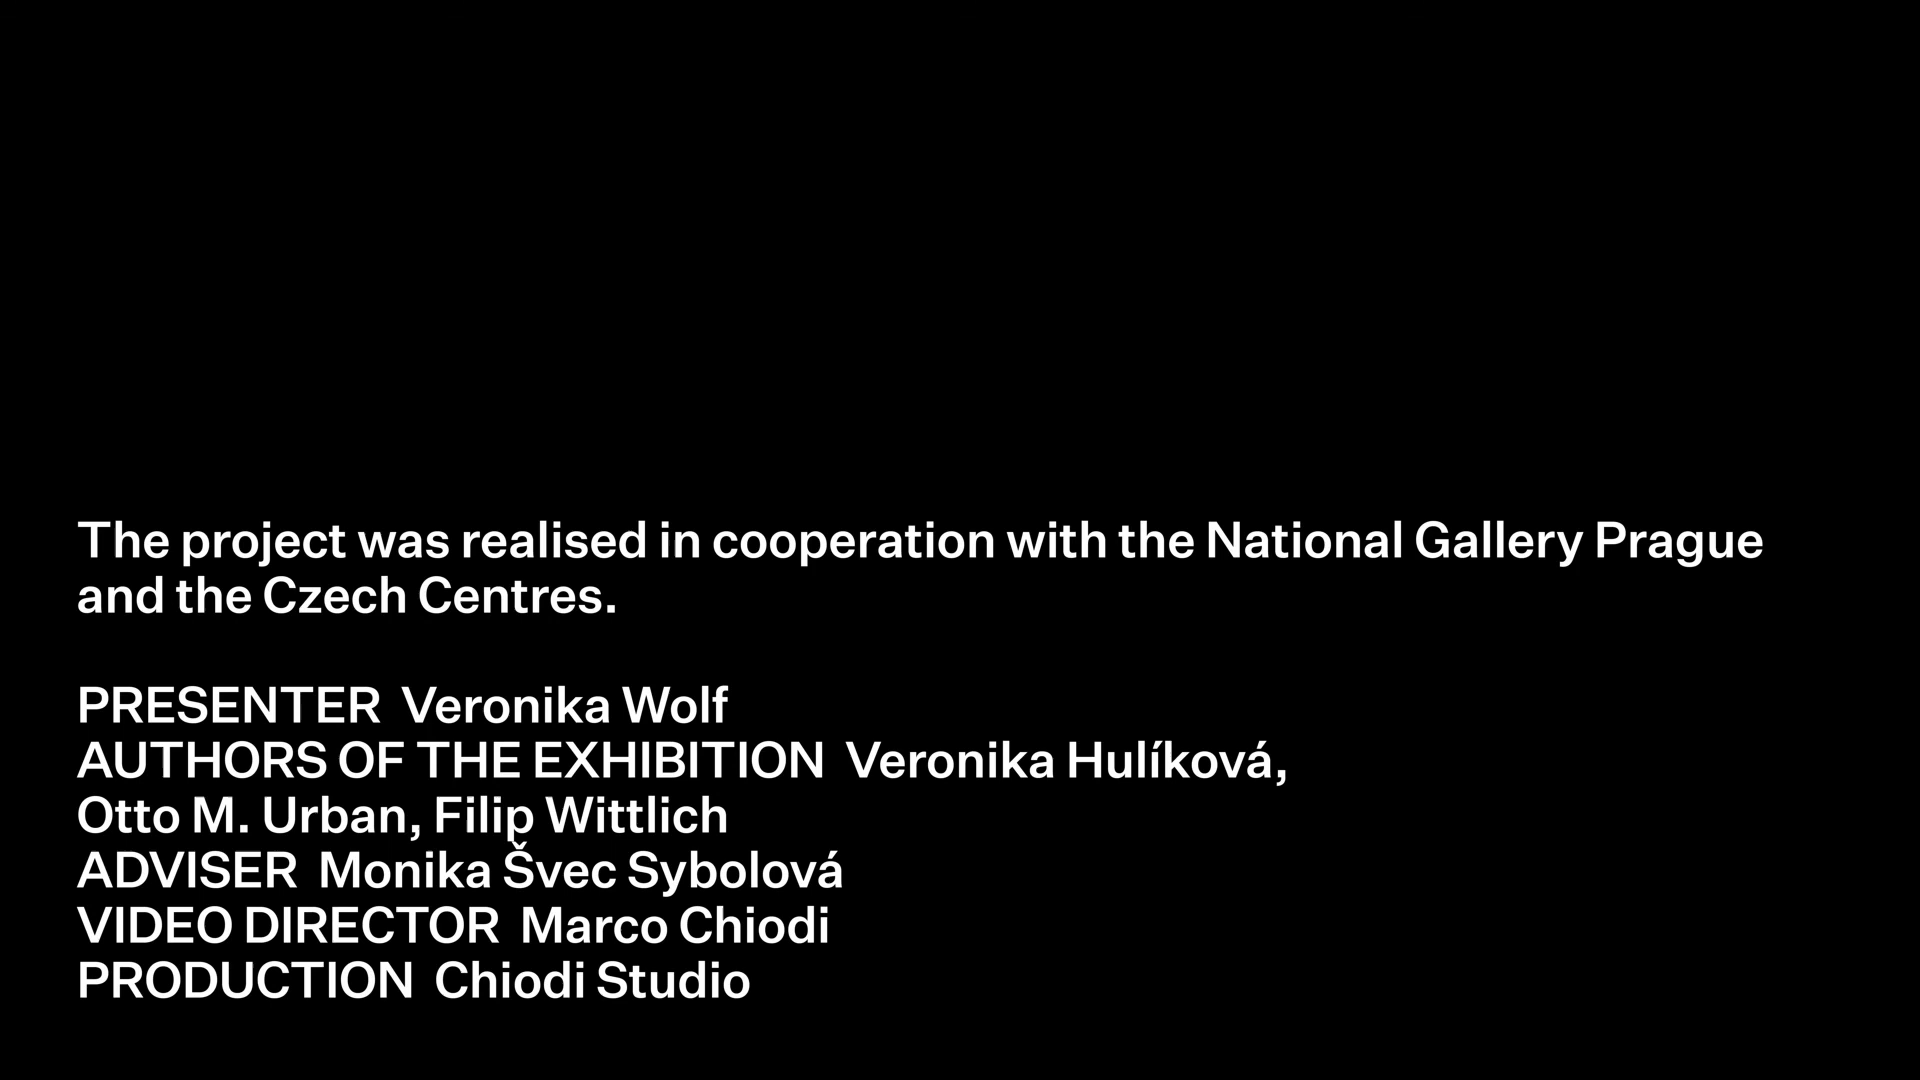 The project was realised in cooperation with the National Gallery Prague
and the Czech Centres.
PRESENTER Veronika Wolf
AUTHORS OF THE EXHIBITION Veronika Hulíková,
Otto M. Urban, Filip Wittlich
ADVISER Monika Švec Sybolová
VIDEO DIRECTOR Marco Chiodi
PRODUCTION Chiodi Studio